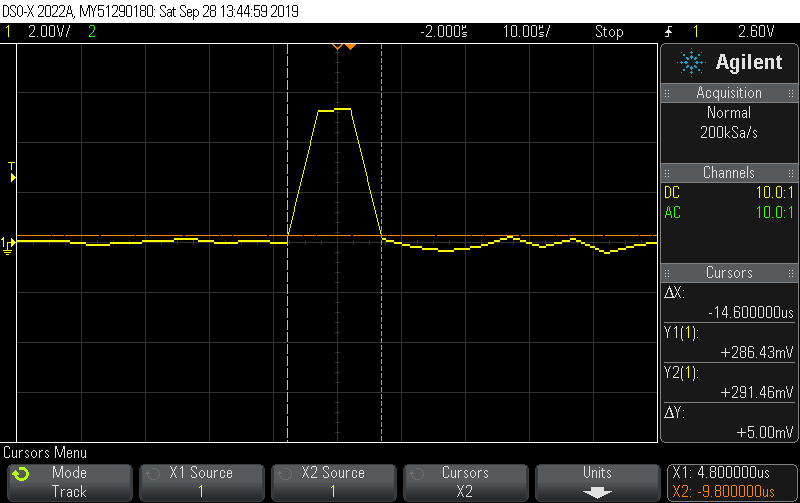 DSO-X 2022A, MY51290180: Sat Sep 28 13:44:59 2019
1 2.00V/ 2 -2.000s 10.00s/ Stop 1 2.60V
Agilent
Acquisition
Normal
200kSa/s
Channels
DC 10.0:1
AC 10.0:1
Cursors
ΔX:
-14.600000us
Y1(1):
+286.43mV
Y2(1):
+291.46mV
ΔY:
+5.00mV
T
1
Cursors Menu
Mode
Track
X1 Source
1
X2 Source
1
Cursors
X2
Units
X1: 4.800000us
X2: -9.800000us